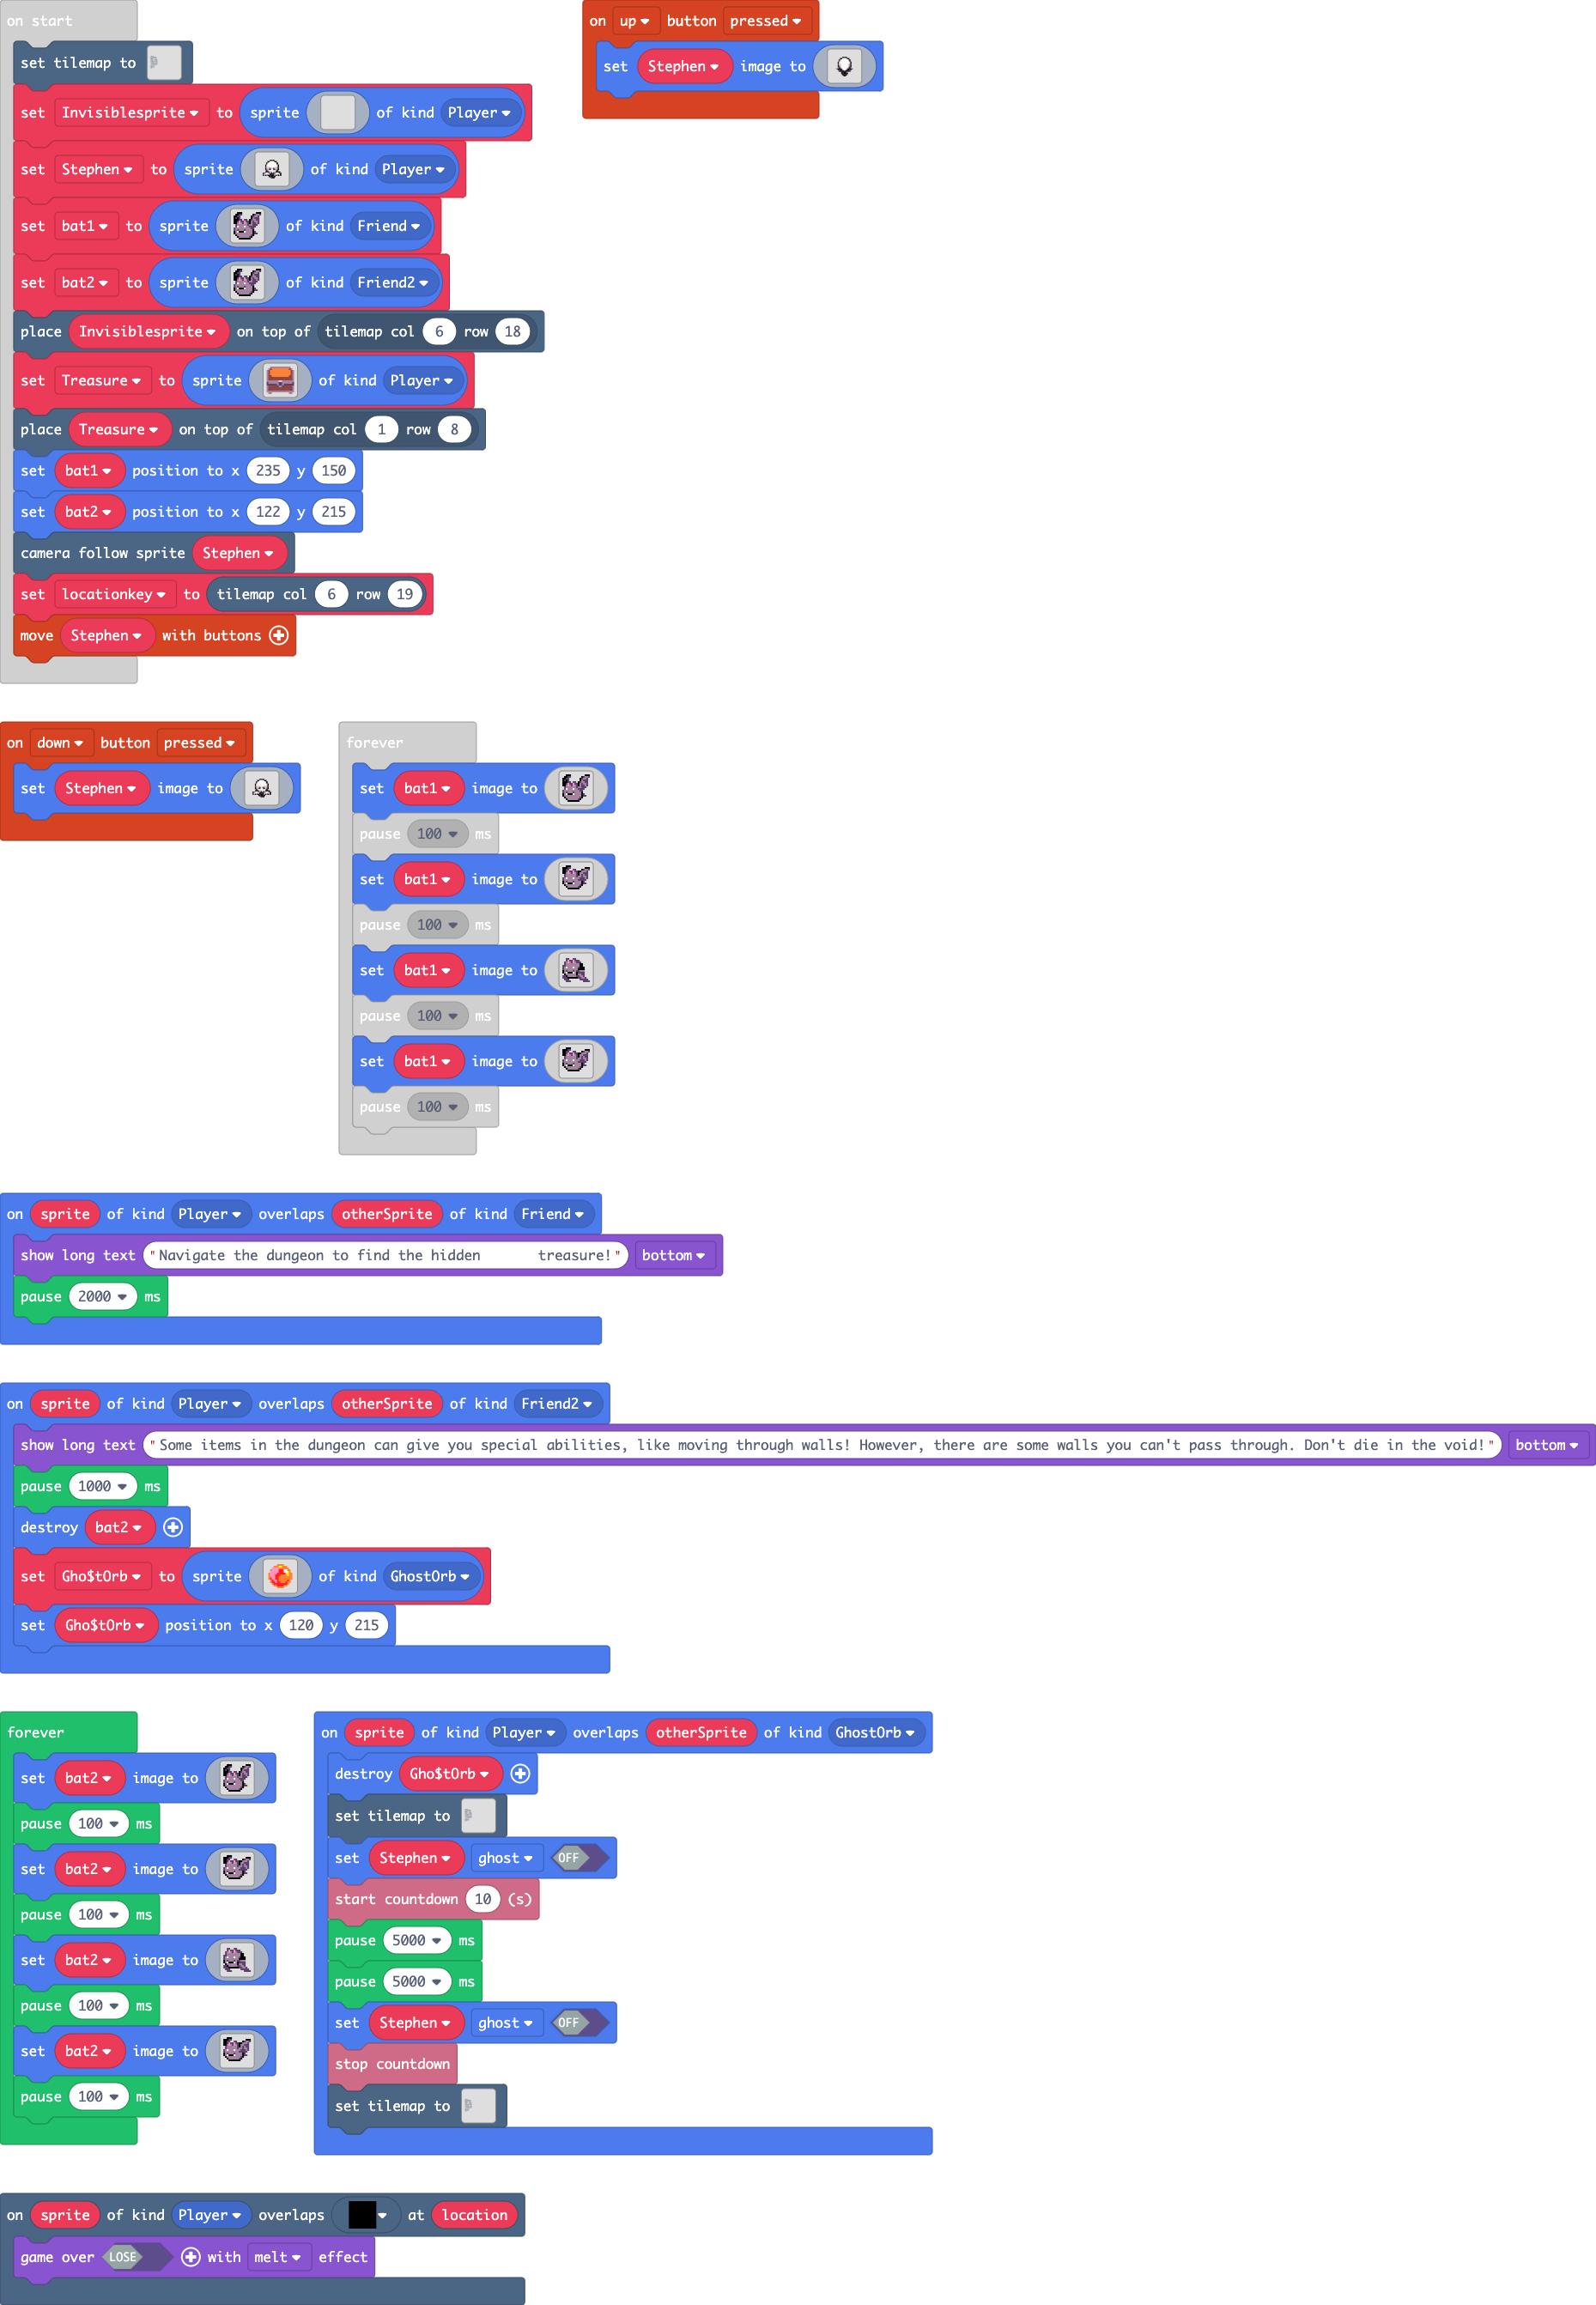 on start
set tilemap to
set Invisiblesprite to sprite of kind Player
set Stephen to sprite of kind Player
set bat1 to sprite of kind Friend
set bat2 to sprite of kind Friend2
place Invisiblesprite on top of tilemap col 6 row 18
set Treasure to sprite of kind Player
place Treasure on top of tilemap col 1 row 8
set bat1 position to x 235 y 150
set bat2 position to x 122 y 215
camera follow sprite Stephen
set locationkey to tilemap col 6 row 19
move Stephen with buttons
on up button pressed
set Stephen image to
on down button pressed
set Stephen image to
forever
set bat1 image to
pause 100 ms
set bat1 image to
pause 100 ms
set bat1 image to
pause 100 ms
set bat1 image to
pause 100 ms
on sprite of kind Player overlaps otherSprite of kind Friend
show long text "Navigate the dungeon to find the hidden       treasure!" bottom
pause 2000 ms
on sprite of kind Player overlaps otherSprite of kind Friend2
show long text "Some items in the dungeon can give you special abilities, like moving through walls! However, there are some walls you can't pass through. Don't die in the void!" bottom
pause 1000 ms
destroy bat2
set Gho$tOrb to sprite of kind GhostOrb
set Gho$tOrb position to x 120 y 215
forever
set bat2 image to
pause 100 ms
set bat2 image to
pause 100 ms
set bat2 image to
pause 100 ms
set bat2 image to
pause 100 ms
on sprite of kind Player overlaps otherSprite of kind GhostOrb
destroy Gho$tOrb
set tilemap to
set Stephen ghost OFF
start countdown 10 (s)
pause 5000 ms
pause 5000 ms
set Stephen ghost OFF
stop countdown
set tilemap to
on sprite of kind Player overlaps at location
game over LOSE with melt effect